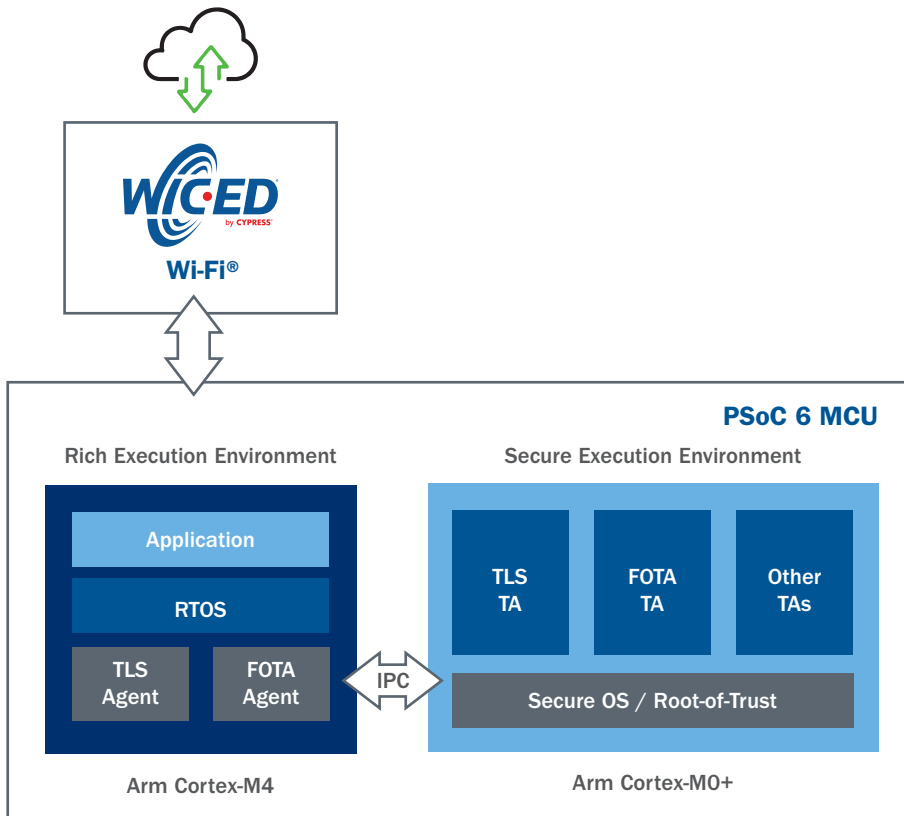 WICED
by CYPRESS
Wi-Fi®
PSoC 6 MCU
Rich Execution Environment
Application
RTOS
TLS
Agent
FOTA
Agent
Arm Cortex-M4
IPC
Secure Execution Environment
TLS
TA
FOTA
TA
Other
TAs
Secure OS / Root-of-Trust
Arm Cortex-M0+